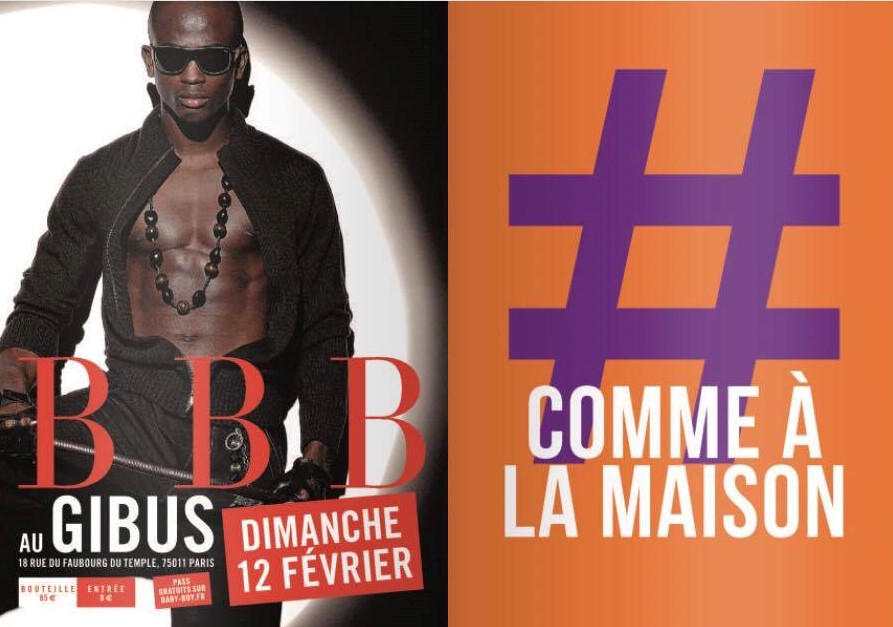 B B B
AU GIBUS
18 RUE DU FAUBOURG DU TEMPLE, 75011 PARIS
DIMANCHE
12 FÉVRIER
BOUTEILLE
85 €
ENTRÉE
8 €
PASS
GRATUITS SUR
BABY-BOY.FR
#
COMME À
LA MAISON